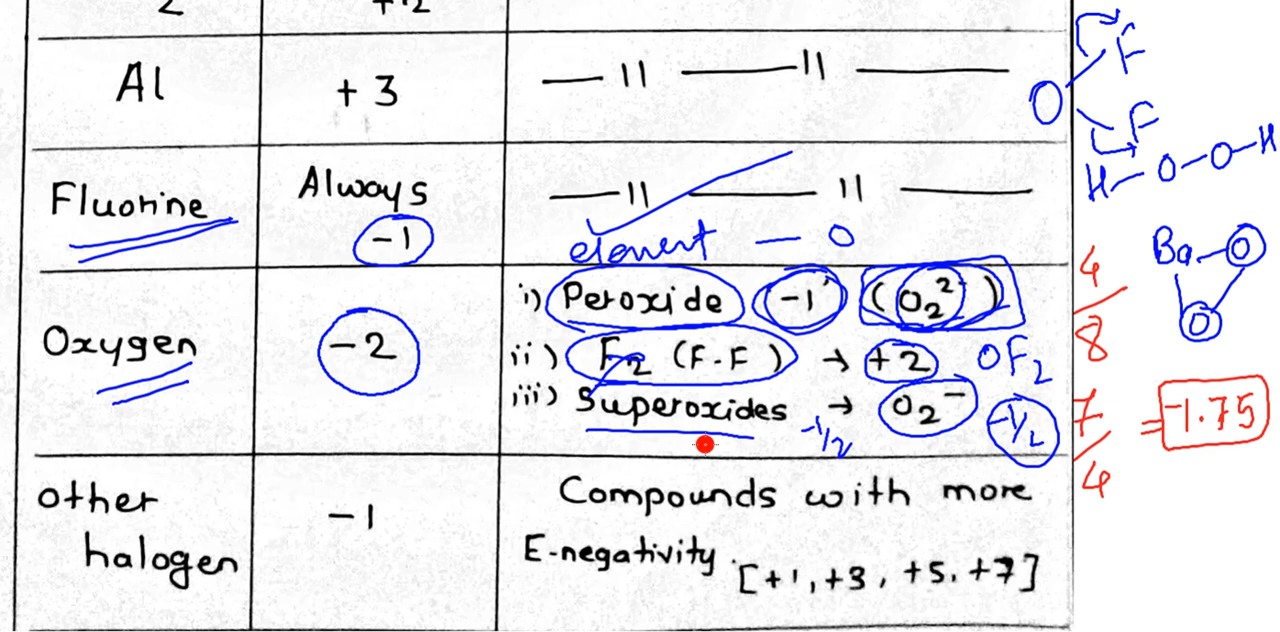 2 +2
Al + 3 — 11 —— 11 ——
Fluorine Always -1 — 11 —— 11 ——
element — 0
Oxygen -2 i) Peroxide -1 (O₂²⁻)
ii) F₂ (F-F) → +2 OF₂
iii) Superoxides → O₂⁻
-1/2 -1/2
other halogen -1 Compounds with more
E-negativity. [+1, +3, +5, +7]
F
O
F
H-O-O-H
Ba-O
O
4/8
7/4 = -1.75